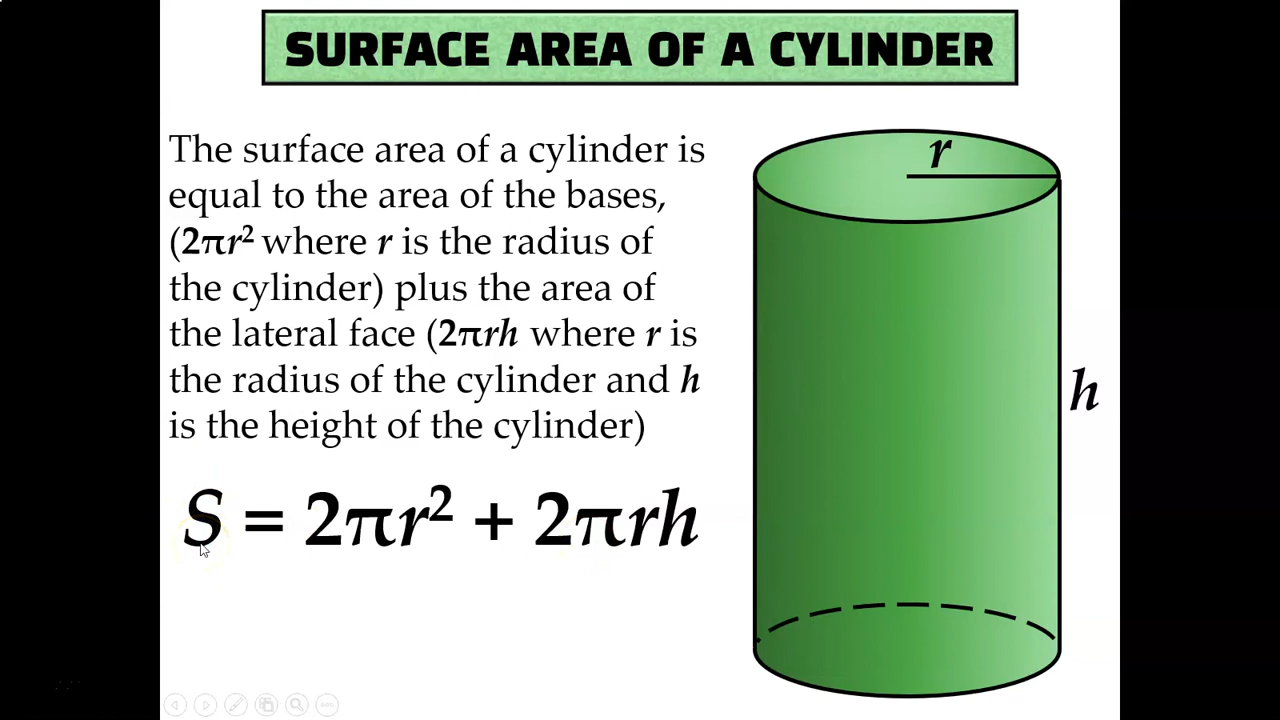 SURFACE AREA OF A CYLINDER
The surface area of a cylinder is
equal to the area of the bases,
(2πr² where r is the radius of
the cylinder) plus the area of
the lateral face (2πrh where r is
the radius of the cylinder and h
is the height of the cylinder)
S = 2πr² + 2πrh
r
h